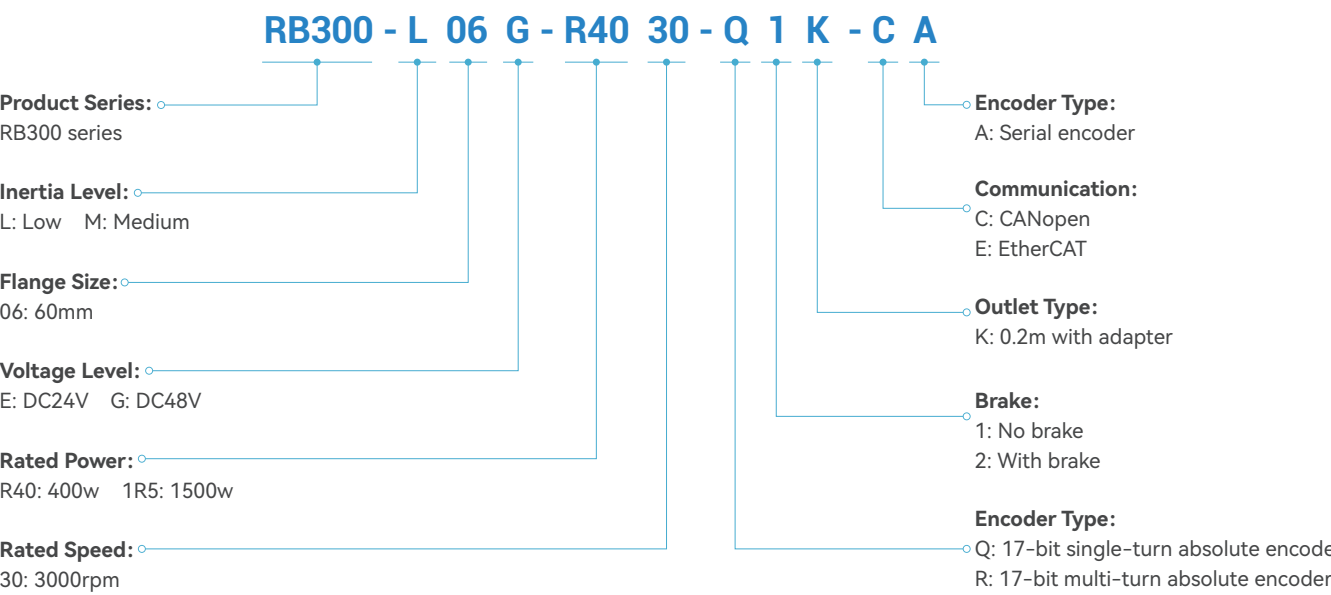 RB300 - L 06 G - R40 30 - Q 1 K - C A
Product Series:
RB300 series
Inertia Level:
L: Low M: Medium
Flange Size:
06: 60mm
Voltage Level:
E: DC24V G: DC48V
Rated Power:
R40: 400w 1R5: 1500w
Rated Speed:
30: 3000rpm
Encoder Type:
A: Serial encoder
Communication:
C: CANopen
E: EtherCAT
Outlet Type:
K: 0.2m with adapter
Brake:
1: No brake
2: With brake
Encoder Type:
Q: 17-bit single-turn absolute encode
R: 17-bit multi-turn absolute encoder